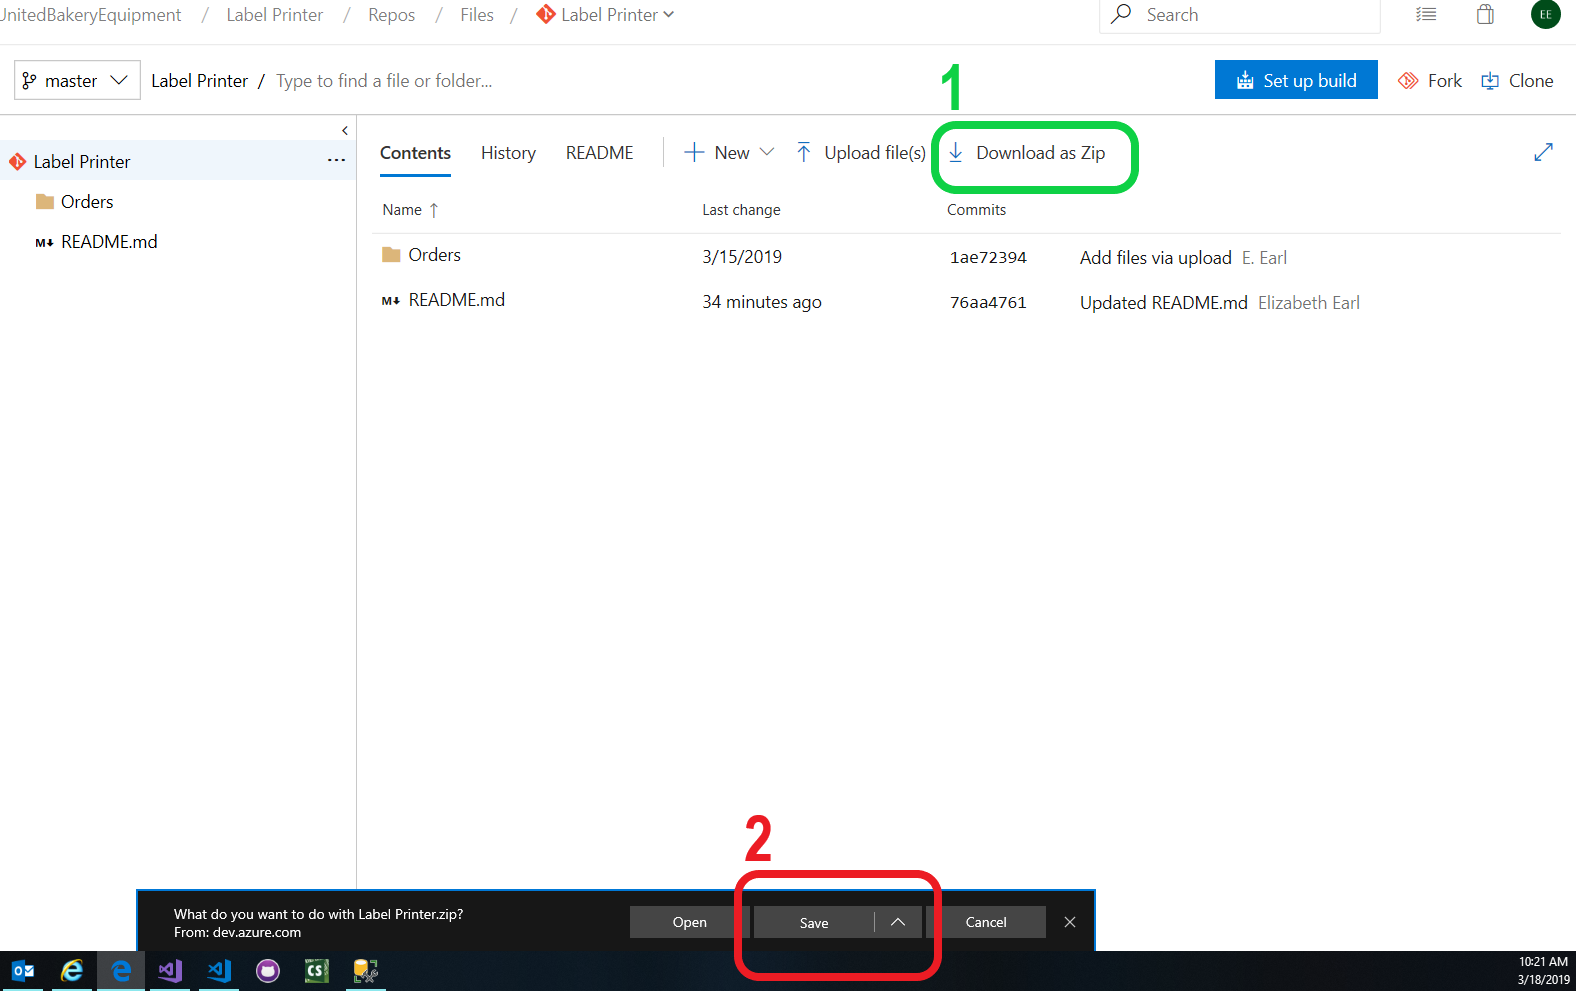 UnitedBakeryEquipment / Label Printer / Repos / Files / Label Printer
Search
EE
master Label Printer / Type to find a file or folder...
1
Set up build Fork Clone
Label Printer ...
Orders
README.md
Contents History README New Upload file(s) Download as Zip
Name Last change Commits
Orders 3/15/2019 1ae72394 Add files via upload E. Earl
README.md 34 minutes ago 76aa4761 Updated README.md Elizabeth Earl
2
What do you want to do with Label Printer.zip?
From: dev.azure.com
Open Save Cancel
CS
10:21 AM
3/18/2019